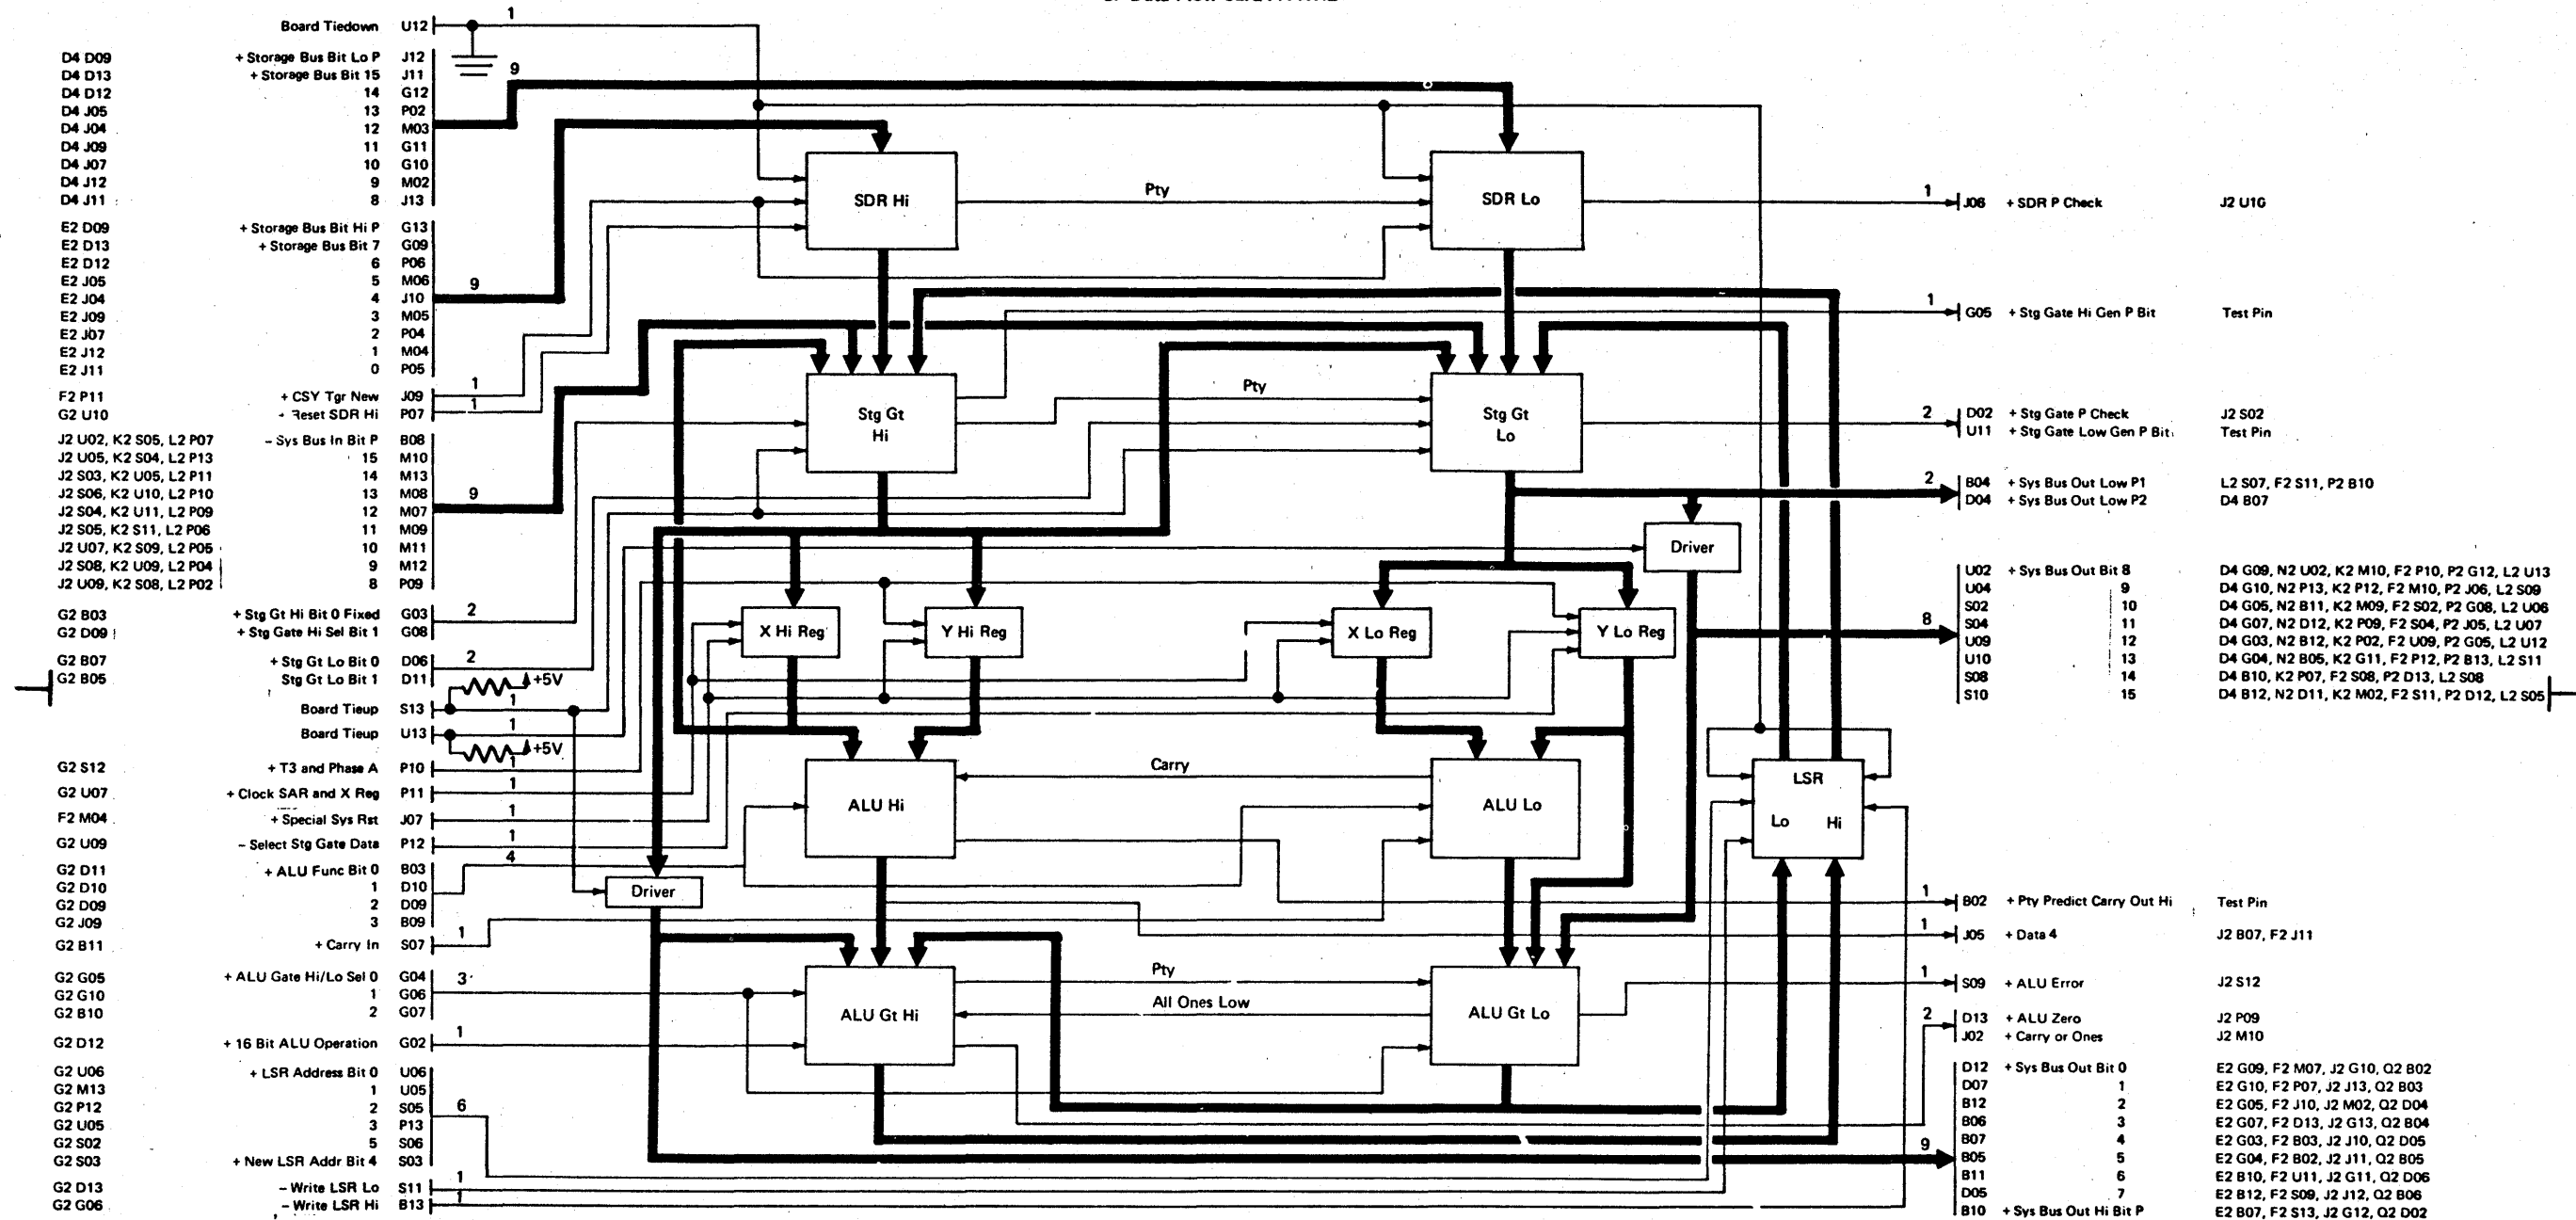 Board Tiedown U12 1
D4 D09 + Storage Bus Bit Lo P J12
D4 D13 + Storage Bus Bit 15 J11 9
D4 D12 14 G12
D4 J05 13 P02
D4 J04 12 M03
D4 J09 11 G11
D4 J07 10 G10
D4 J12 9 M02
D4 J11 8 J13
E2 D09 + Storage Bus Bit Hi P G13
E2 D13 + Storage Bus Bit 7 G09
E2 D12 6 P06
E2 J05 5 M06
E2 J04 4 J10 9
E2 J09 3 M05
E2 J07 2 P04
E2 J12 1 M04
E2 J11 0 P05
F2 P11 + CSY Tgr New J09 1
G2 U10 - Reset SDR Hi P07 1
J2 U02, K2 S05, L2 P07 - Sys Bus In Bit P B08
J2 U05, K2 S04, L2 P13 15 M10
J2 S03, K2 U05, L2 P11 14 M13
J2 S06, K2 U10, L2 P10 13 M08
J2 S04, K2 U11, L2 P09 12 M07 9
J2 S05, K2 S11, L2 P06 11 M09
J2 U07, K2 S09, L2 P05 10 M11
J2 S08, K2 U09, L2 P04 9 M12
J2 U09, K2 S08, L2 P02 8 P09
G2 B03 + Stg Gt Hi Bit 0 Fixed G03 2
G2 D09 + Stg Gate Hi Sel Bit 1 G08
G2 B07 + Stg Gt Lo Bit 0 D06 2
G2 B05 Stg Gt Lo Bit 1 D11
+5V
Board Tieup S13 1
Board Tieup U13 1
+5V
G2 S12 + T3 and Phase A P10 1
G2 U07 + Clock SAR and X Reg P11 1
F2 M04 + Special Sys Rst J07 1
G2 U09 - Select Stg Gate Data P12 1
G2 D11 + ALU Func Bit 0 B03 4
G2 D10 1 D10
G2 D09 2 D09
G2 J09 3 B09
G2 B11 + Carry In S07 1
G2 G05 + ALU Gate Hi/Lo Sel 0 G04 3
G2 G10 1 G06
G2 B10 2 G07
G2 D12 + 16 Bit ALU Operation G02 1
G2 U06 + LSR Address Bit 0 U06
G2 M13 1 U05
G2 P12 2 S05 6
G2 U05 3 P13
G2 S02 5 S06
G2 S03 + New LSR Addr Bit 4 S03
G2 D13 - Write LSR Lo S11 1
G2 G06 - Write LSR Hi B13 1
SDR Hi
Pty
SDR Lo
Stg Gt
Hi
Pty
Stg Gt
Lo
Driver
X Hi Reg
Y Hi Reg
X Lo Reg
Y Lo Reg
ALU Hi
Carry
ALU Lo
LSR
Lo Hi
Driver
ALU Gt Hi
Pty
All Ones Low
ALU Gt Lo
1 J06 + SDR P Check J2 U10
1 G05 + Stg Gate Hi Gen P Bit Test Pin
2 D02 + Stg Gate P Check J2 S02
U11 + Stg Gate Low Gen P Bit Test Pin
2 B04 + Sys Bus Out Low P1 L2 S07, F2 S11, P2 B10
D04 + Sys Bus Out Low P2 D4 B07
U02 + Sys Bus Out Bit 8 D4 G09, N2 U02, K2 M10, F2 P10, P2 G12, L2 U13
U04 9 D4 G10, N2 P13, K2 P12, F2 M10, P2 J06, L2 S09
S02 10 D4 G05, N2 B11, K2 M09, F2 S02, P2 G08, L2 U06
8 S04 11 D4 G07, N2 D12, K2 P09, F2 S04, P2 J05, L2 U07
U09 12 D4 G03, N2 B12, K2 P02, F2 U09, P2 G05, L2 U12
U10 13 D4 G04, N2 B05, K2 G11, F2 P12, P2 B13, L2 S11
S08 14 D4 B10, K2 P07, F2 S08, P2 D13, L2 S08
S10 15 D4 B12, N2 D11, K2 M02, F2 S11, P2 D12, L2 S05
1 B02 + Pty Predict Carry Out Hi Test Pin
1 J05 + Data 4 J2 B07, F2 J11
1 S09 + ALU Error J2 S12
2 D13 + ALU Zero J2 P09
J02 + Carry or Ones J2 M10
D12 + Sys Bus Out Bit 0 E2 G09, F2 M07, J2 G10, Q2 B02
D07 1 E2 G10, F2 P07, J2 J13, Q2 B03
B12 2 E2 G05, F2 J10, J2 M02, Q2 D04
B06 3 E2 G07, F2 D13, J2 G13, Q2 B04
B07 4 E2 G03, F2 B03, J2 J10, Q2 D05
9 B05 5 E2 G04, F2 B02, J2 J11, Q2 B05
B11 6 E2 B10, F2 U11, J2 G11, Q2 D06
D05 7 E2 B12, F2 S09, J2 J12, Q2 B06
B10 + Sys Bus Out Hi Bit P E2 B07, F2 S13, J2 G12, Q2 D02